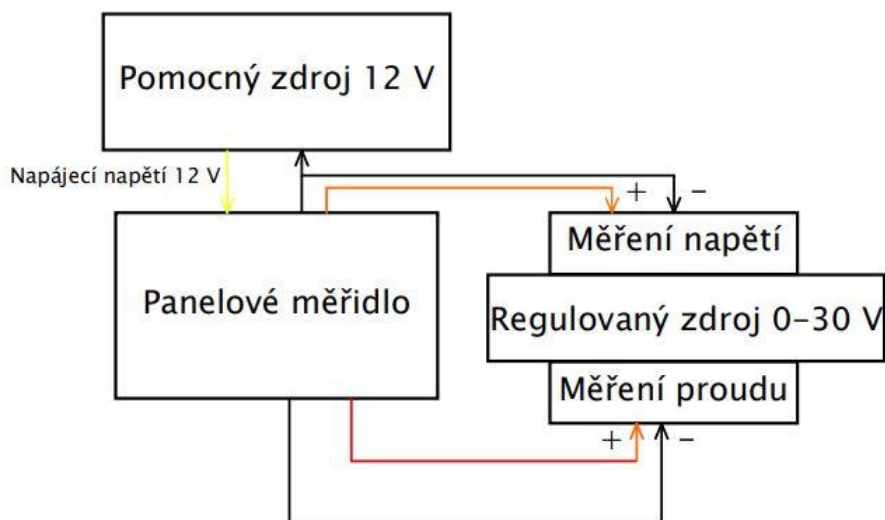 Pomocný zdroj 12 V
Napájecí napětí 12 V
+ –
Měření napětí
Panelové měřidlo
Regulovaný zdroj 0–30 V
Měření proudu
+ –